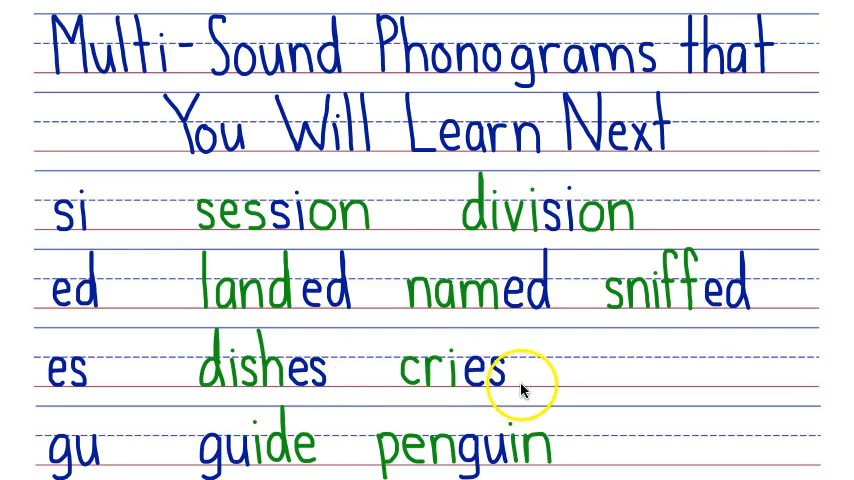 Multi-Sound Phonograms that
You Will Learn Next
si session division
ed landed named sniffed
es dishes cries
gu guide penguin